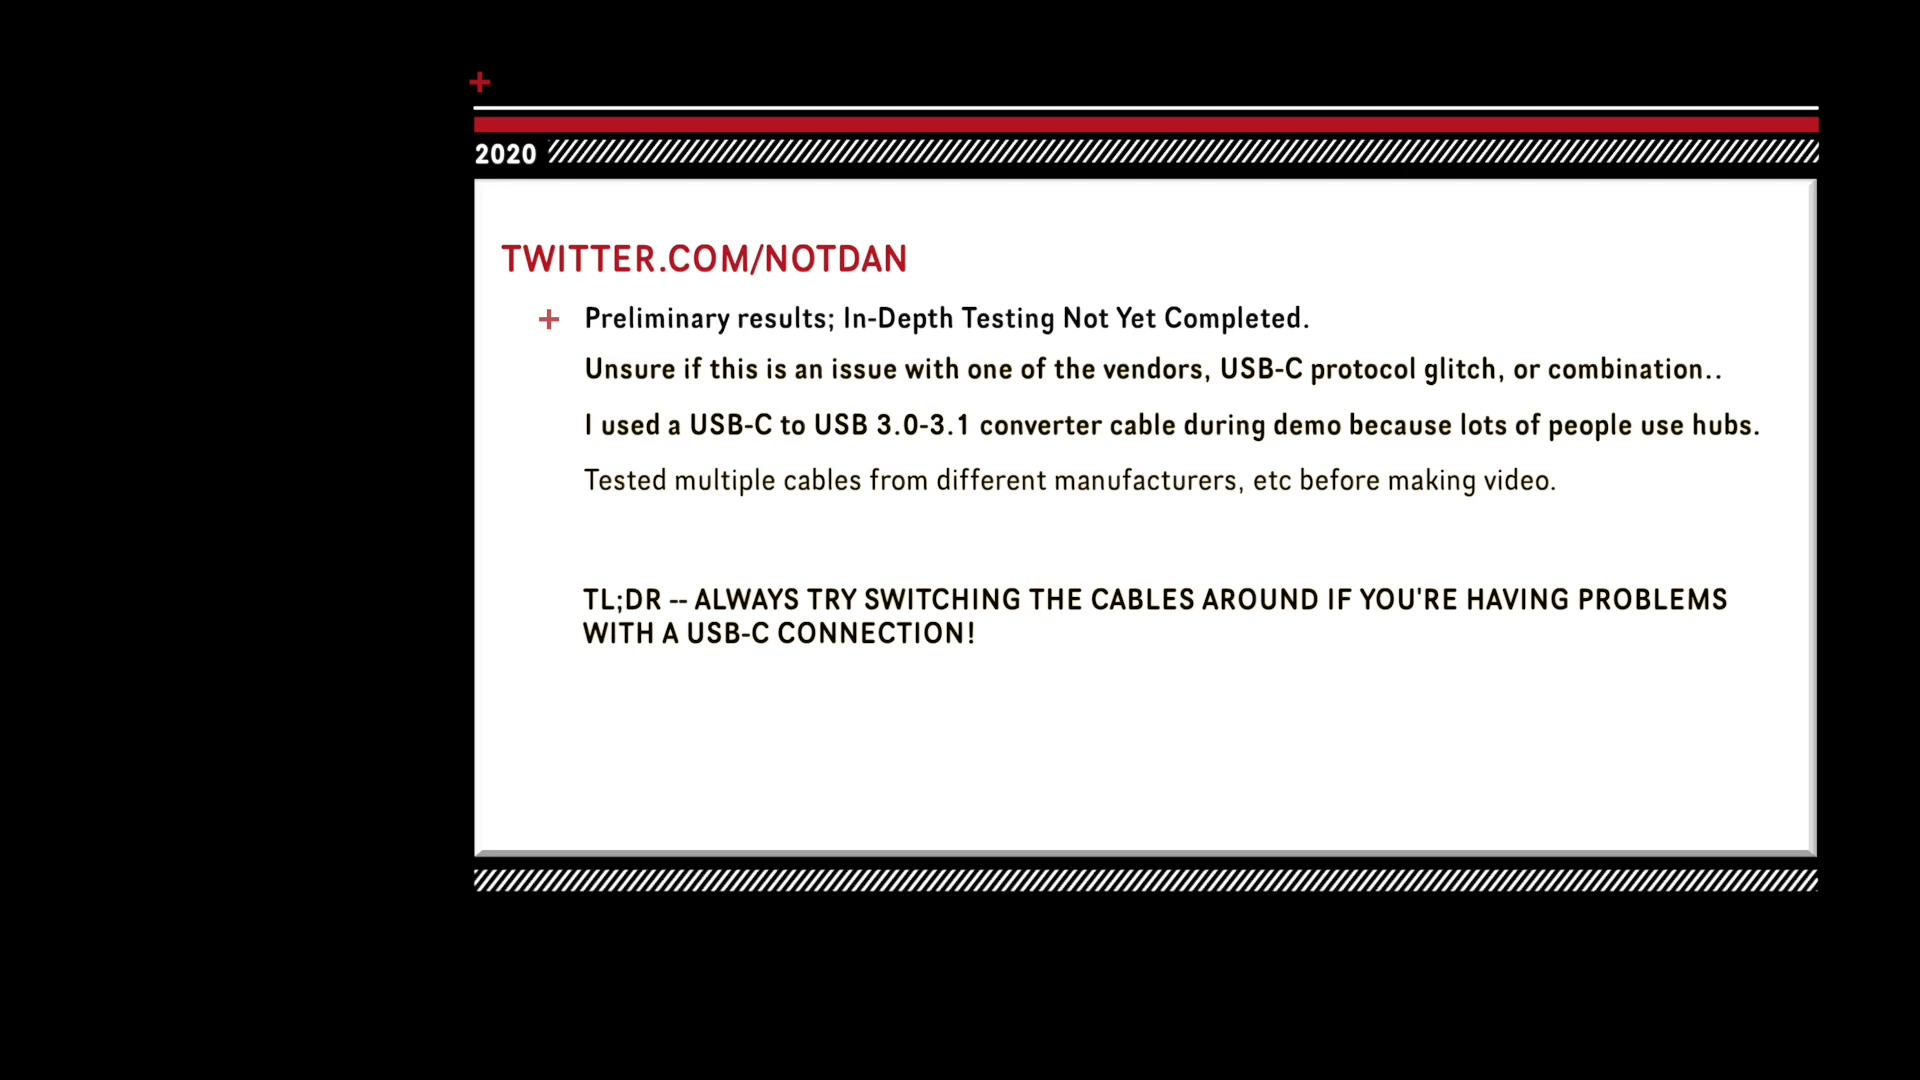 2020
TWITTER.COM/NOTDAN
Preliminary results; In-Depth Testing Not Yet Completed.
Unsure if this is an issue with one of the vendors, USB-C protocol glitch, or combination..
I used a USB-C to USB 3.0-3.1 converter cable during demo because lots of people use hubs.
Tested multiple cables from different manufacturers, etc before making video.
TL;DR -- ALWAYS TRY SWITCHING THE CABLES AROUND IF YOU'RE HAVING PROBLEMS
WITH A USB-C CONNECTION!